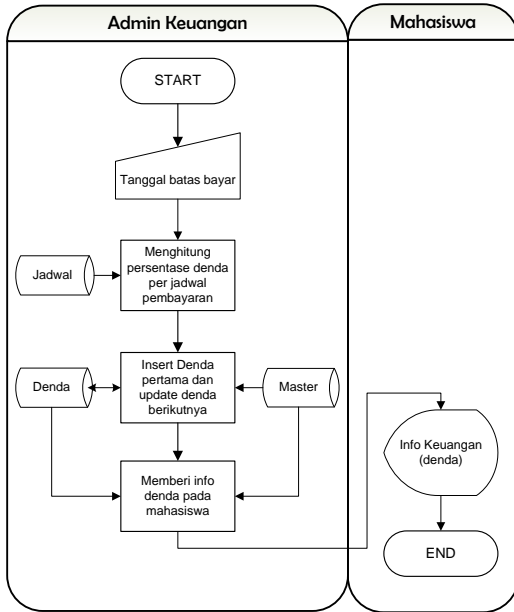 Admin Keuangan
Mahasiswa
START
Tanggal batas bayar
Jadwal
Menghitung
persentase denda
per jadwal
pembayaran
Denda
Insert Denda
pertama dan
update denda
berikutnya
Master
Memberi info
denda pada
mahasiswa
Info Keuangan
(denda)
END